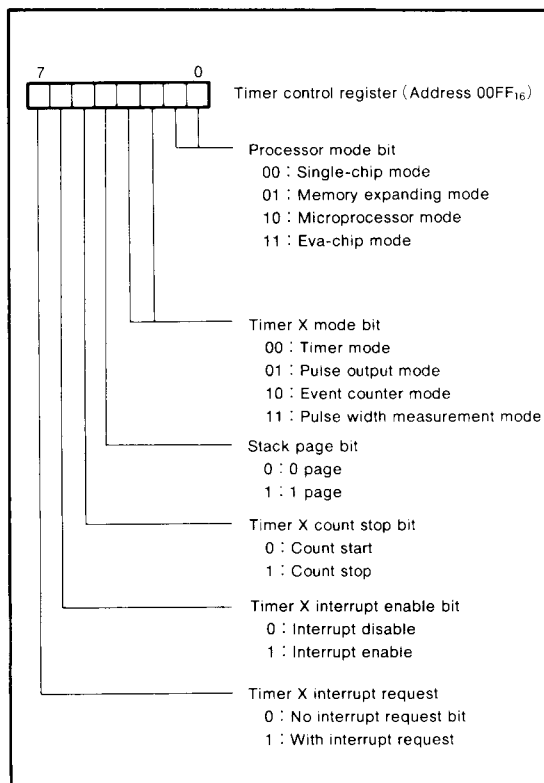 7 0
Timer control register (Address 00FF₁₆)
Processor mode bit
00 : Single-chip mode
01 : Memory expanding mode
10 : Microprocessor mode
11 : Eva-chip mode
Timer X mode bit
00 : Timer mode
01 : Pulse output mode
10 : Event counter mode
11 : Pulse width measurement mode
Stack page bit
0 : 0 page
1 : 1 page
Timer X count stop bit
0 : Count start
1 : Count stop
Timer X interrupt enable bit
0 : Interrupt disable
1 : Interrupt enable
Timer X interrupt request
0 : No interrupt request bit
1 : With interrupt request